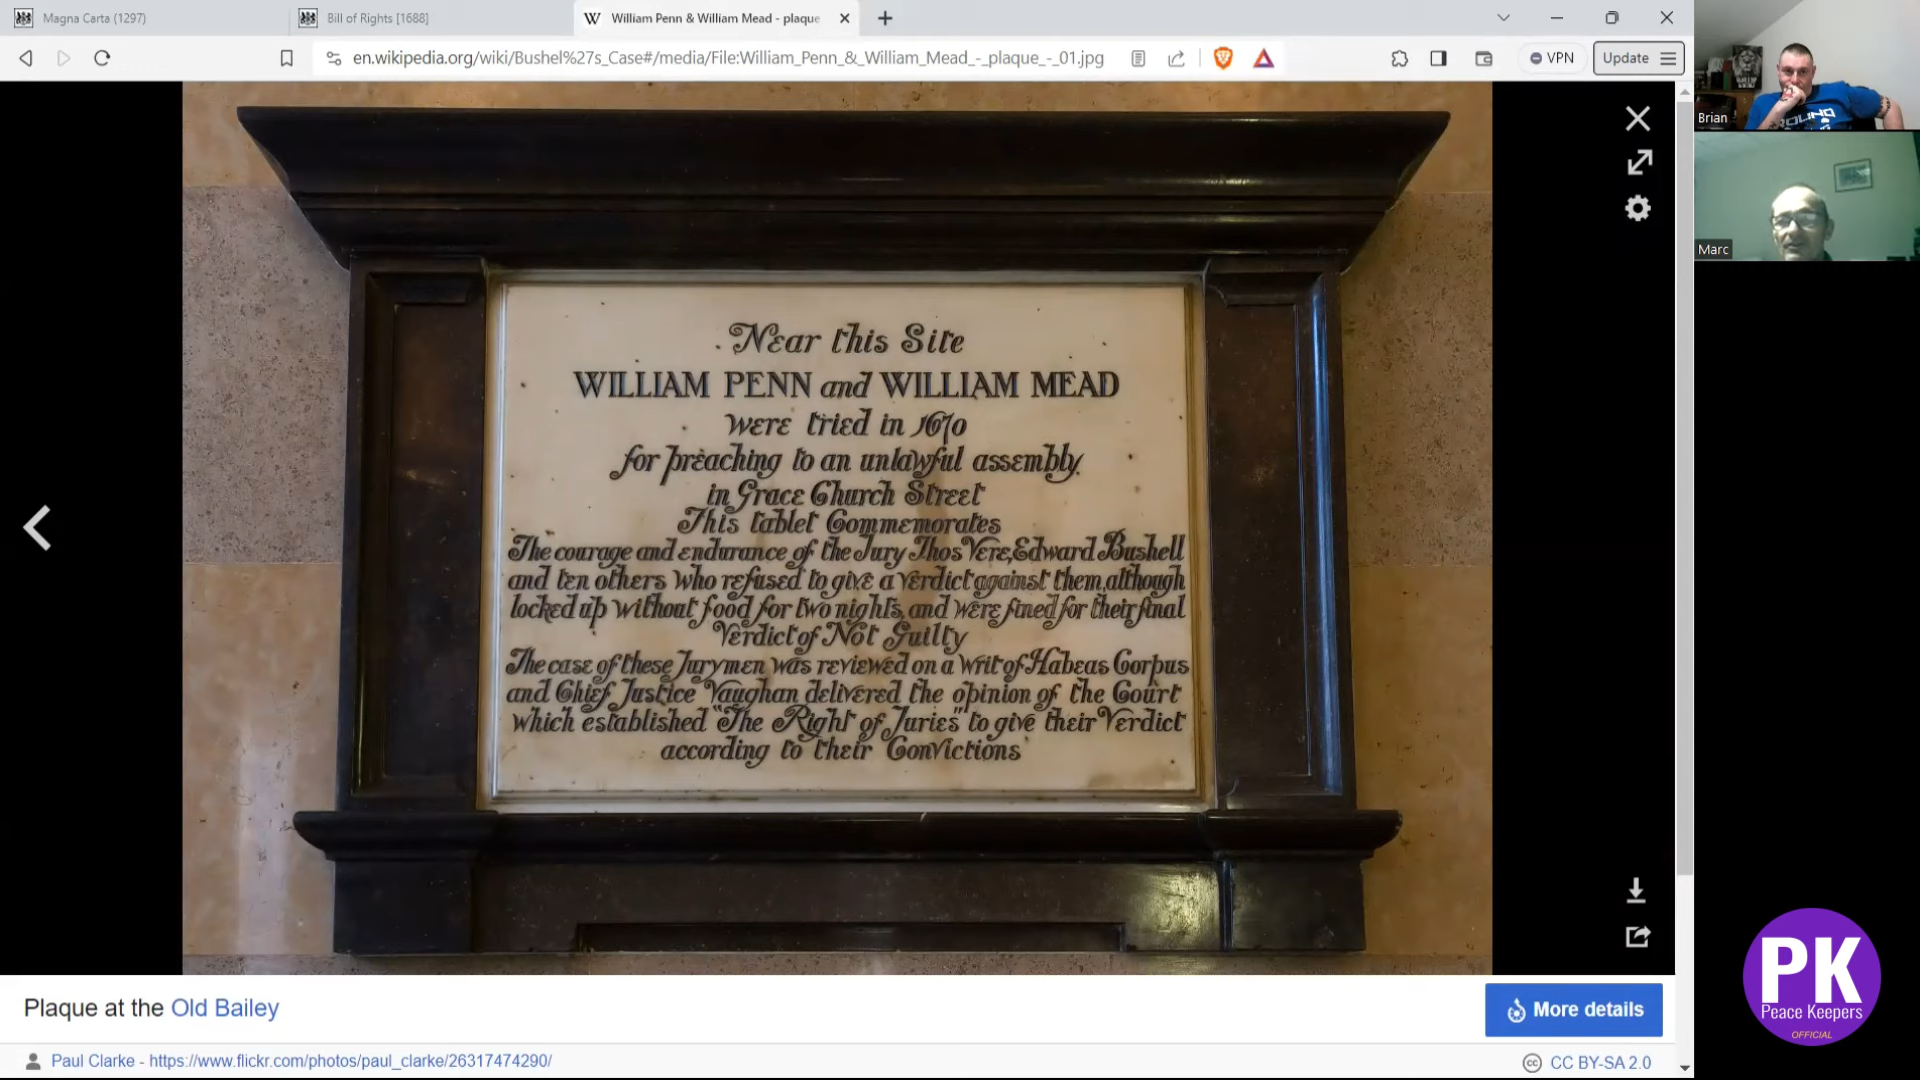 Magna Carta (1297)
Bill of Rights [1688]
William Penn & William Mead - plaque
en.wikipedia.org/wiki/Bushel%27s_Case#/media/File:William_Penn_&_William_Mead_-_plaque_-_01.jpg
VPN
Update
Near this Site
WILLIAM PENN and WILLIAM MEAD
were tried in 1670
for preaching to an unlawful assembly
in Grace Church Street
This tablet Commemorates
The courage and endurance of the Jury Thos Vere, Edward Bushell
and ten others who refused to give a verdict against them, although
locked up without food for two nights, and were fined for their final
Verdict of Not Guilty
The case of these Jurymen was reviewed on a writ of Habeas Corpus
and Chief Justice Vaughan delivered the opinion of the Court
which established "The Right of Juries" to give their Verdict
according to their Convictions
Plaque at the Old Bailey
More details
Paul Clarke - https://www.flickr.com/photos/paul_clarke/26317474290/
CC BY-SA 2.0
Brian
Marc
PK
Peace Keepers
OFFICIAL